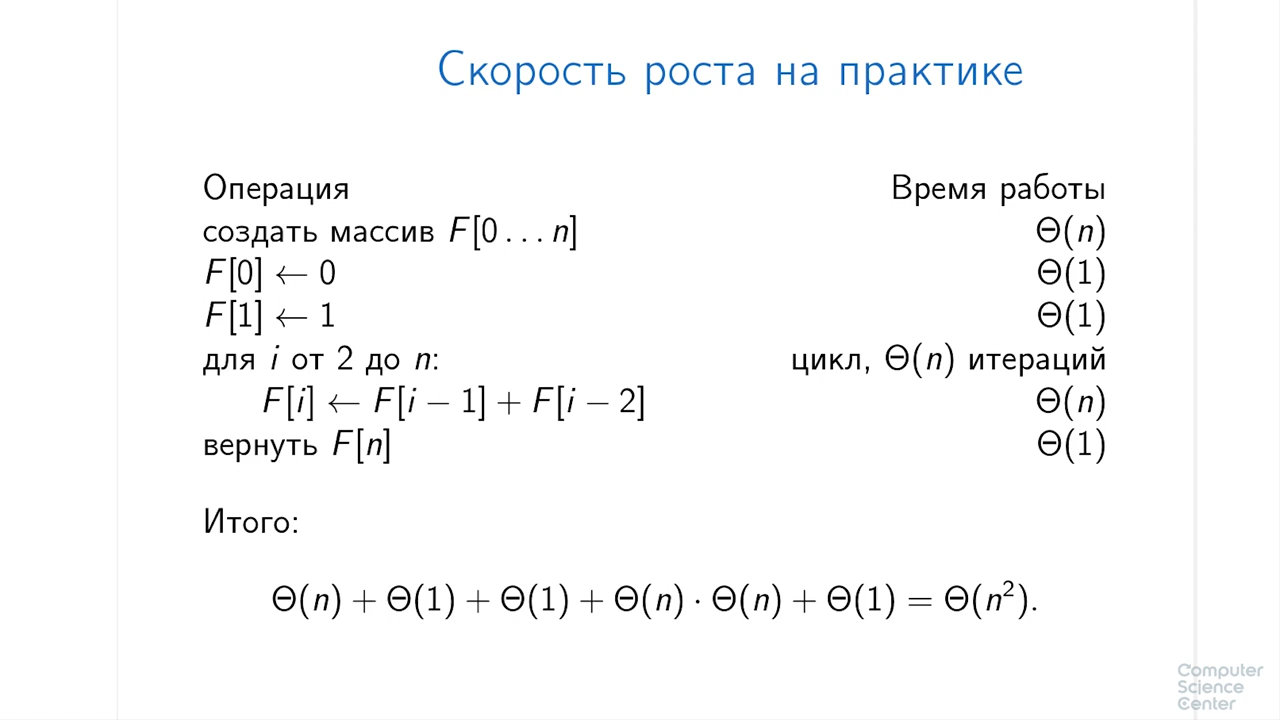 Скорость роста на практике
Операция Время работы
создать массив F[0 . . . n] Θ(n)
F[0] ← 0 Θ(1)
F[1] ← 1 Θ(1)
для i от 2 до n: цикл, Θ(n) итераций
F[i] ← F[i − 1] + F[i − 2] Θ(n)
вернуть F[n] Θ(1)
Итого:
Θ(n) + Θ(1) + Θ(1) + Θ(n) · Θ(n) + Θ(1) = Θ(n²).
Computer
Science
Center